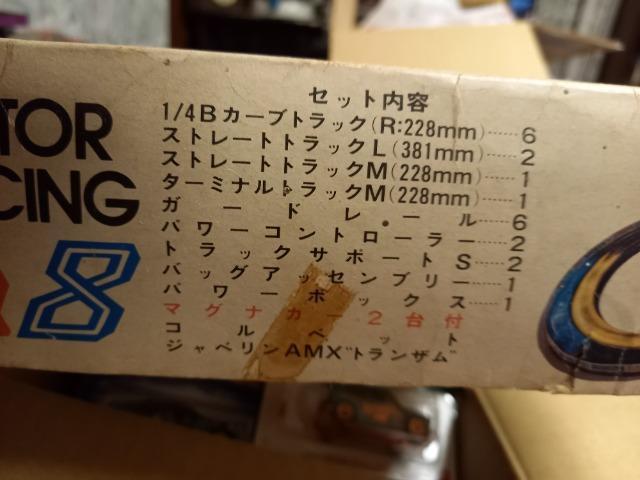 TOR
CING
8
セット内容
1/4Bカーブトラック(R:228mm)……6
ストレートトラックL(381mm)……2
ストレートトラックM(228mm)……1
ターミナルトラックM(228mm)……1
ガードレール……6
パワーコントローラー……2
トラックサポートS……2
バッグアッセンブリー……1
パワーボックス……1
マグナカー2台付
コルベット
ジャベリンAMX"トランザム"